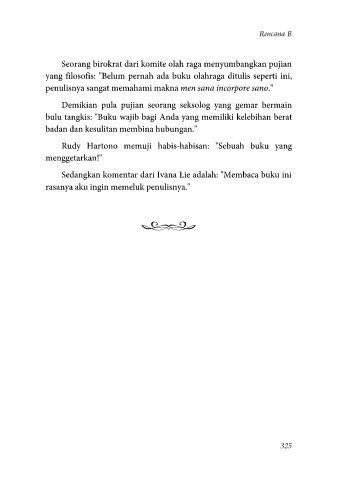 Rencana B
Seorang birokrat dari komite olah raga menyumbangkan pujian
yang filosofis: "Belum pernah ada buku olahraga ditulis seperti ini,
penulisnya sangat memahami makna men sana incorpore sano."
Demikian pula pujian seorang seksolog yang gemar bermain
bulu tangkis: "Buku wajib bagi Anda yang memiliki kelebihan berat
badan dan kesulitan membina hubungan."
Rudy Hartono memuji habis-habisan: "Sebuah buku yang
menggetarkan!"
Sedangkan komentar dari Ivana Lie adalah: "Membaca buku ini
rasanya aku ingin memeluk penulisnya."
325